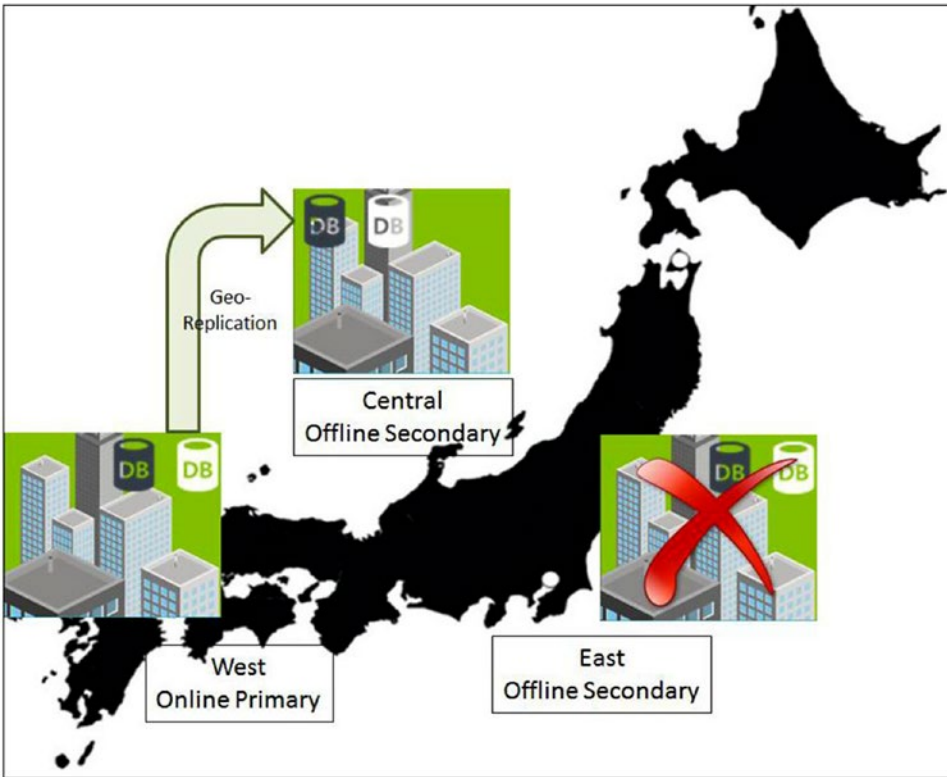 DB DB
Geo-
Replication
Central
Offline Secondary
DB DB
DB DB
West
Online Primary
East
Offline Secondary